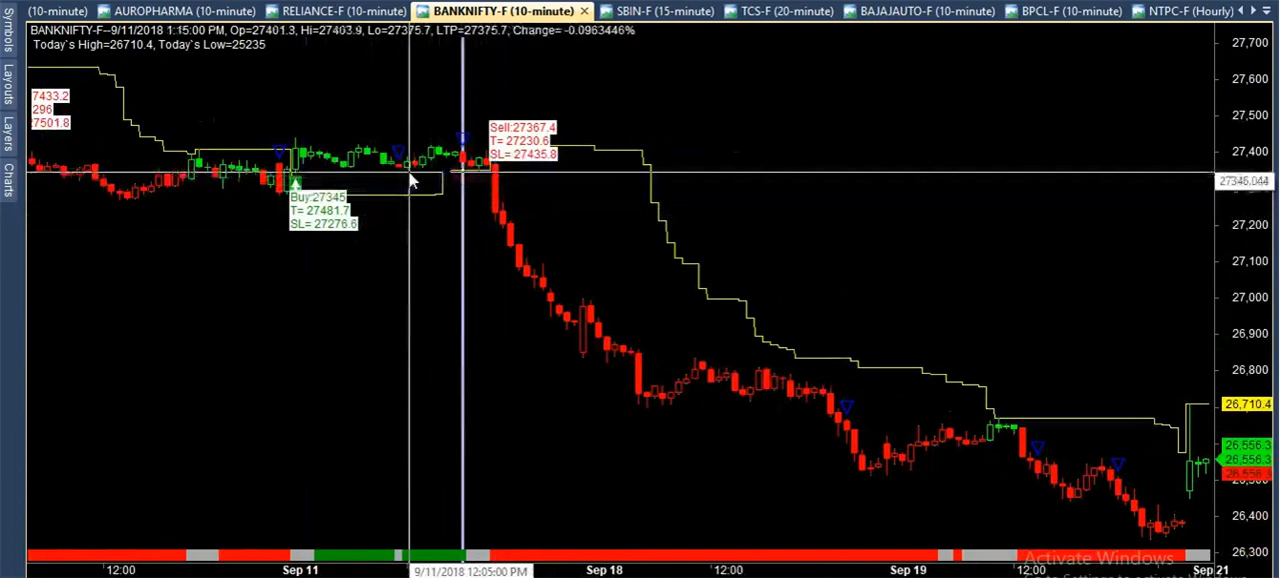 (10-minute)
AUROPHARMA (10-minute)
RELIANCE-F (10-minute)
BANKNIFTY-F (10-minute) ×
SBIN-F (15-minute)
TCS-F (20-minute)
BAJAJAUTO-F (10-minute)
BPCL-F (10-minute)
NTPC-F (Hourly)
Symbols
Layouts
Layers
Charts
BANKNIFTY-F--9/11/2018 1:15:00 PM, Op=27401.3, Hi=27403.9, Lo=27375.7, LTP=27375.7, Change= -0.0963446%
Today`s High=26710.4, Today`s Low=25235
7433.2
296
27501.8
Buy:27345
T= 27481.7
SL= 27276.6
Sell:27367.4
T= 27230.6
SL= 27435.8
27,700
27,600
27,500
27,400
27346.044
27,200
27,100
27,000
26,900
26,800
26,710.4
26,556.3
26,556.3
26,400
26,300
12:00
Sep 11
9/11/2018 12:05:00 PM
Sep 18
12:00
Sep 19
12:00
Sep 21
Activate Windows